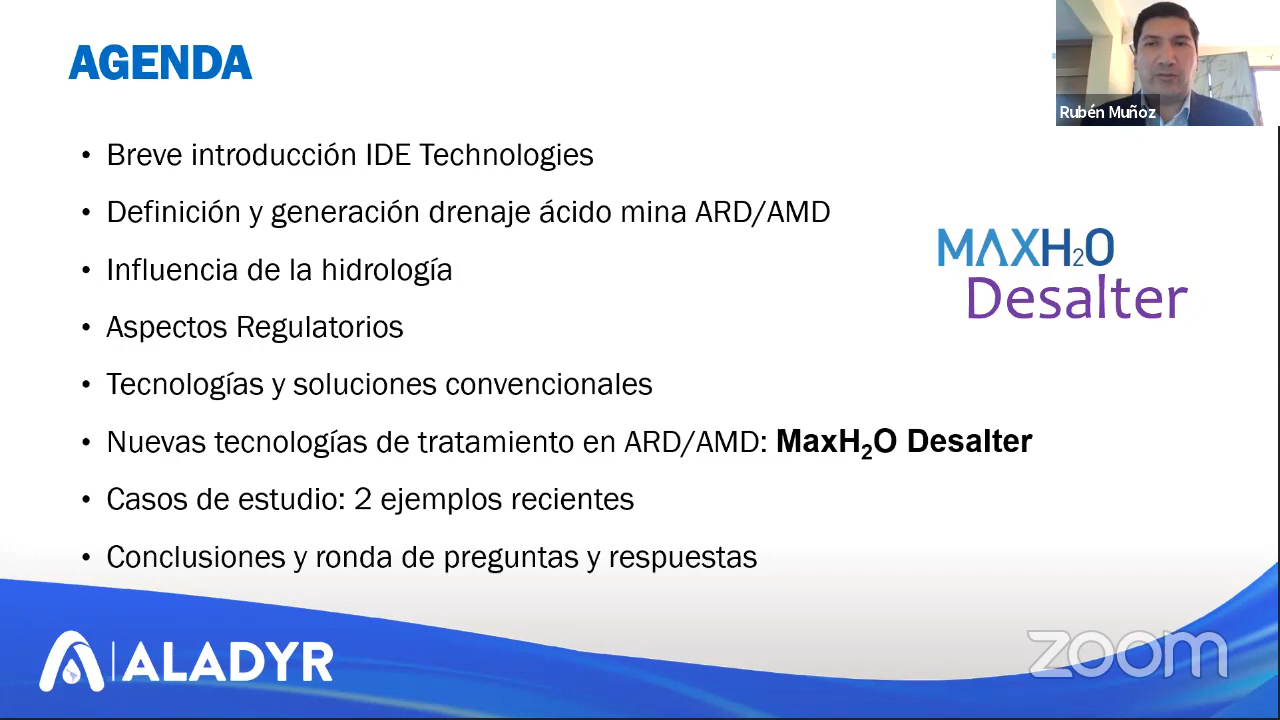 AGENDA
Rubén Muñoz
• Breve introducción IDE Technologies
• Definición y generación drenaje ácido mina ARD/AMD
• Influencia de la hidrología
• Aspectos Regulatorios
• Tecnologías y soluciones convencionales
• Nuevas tecnologías de tratamiento en ARD/AMD: MaxH₂O Desalter
• Casos de estudio: 2 ejemplos recientes
• Conclusiones y ronda de preguntas y respuestas
MAXH₂O
Desalter
ALADYR
zoom